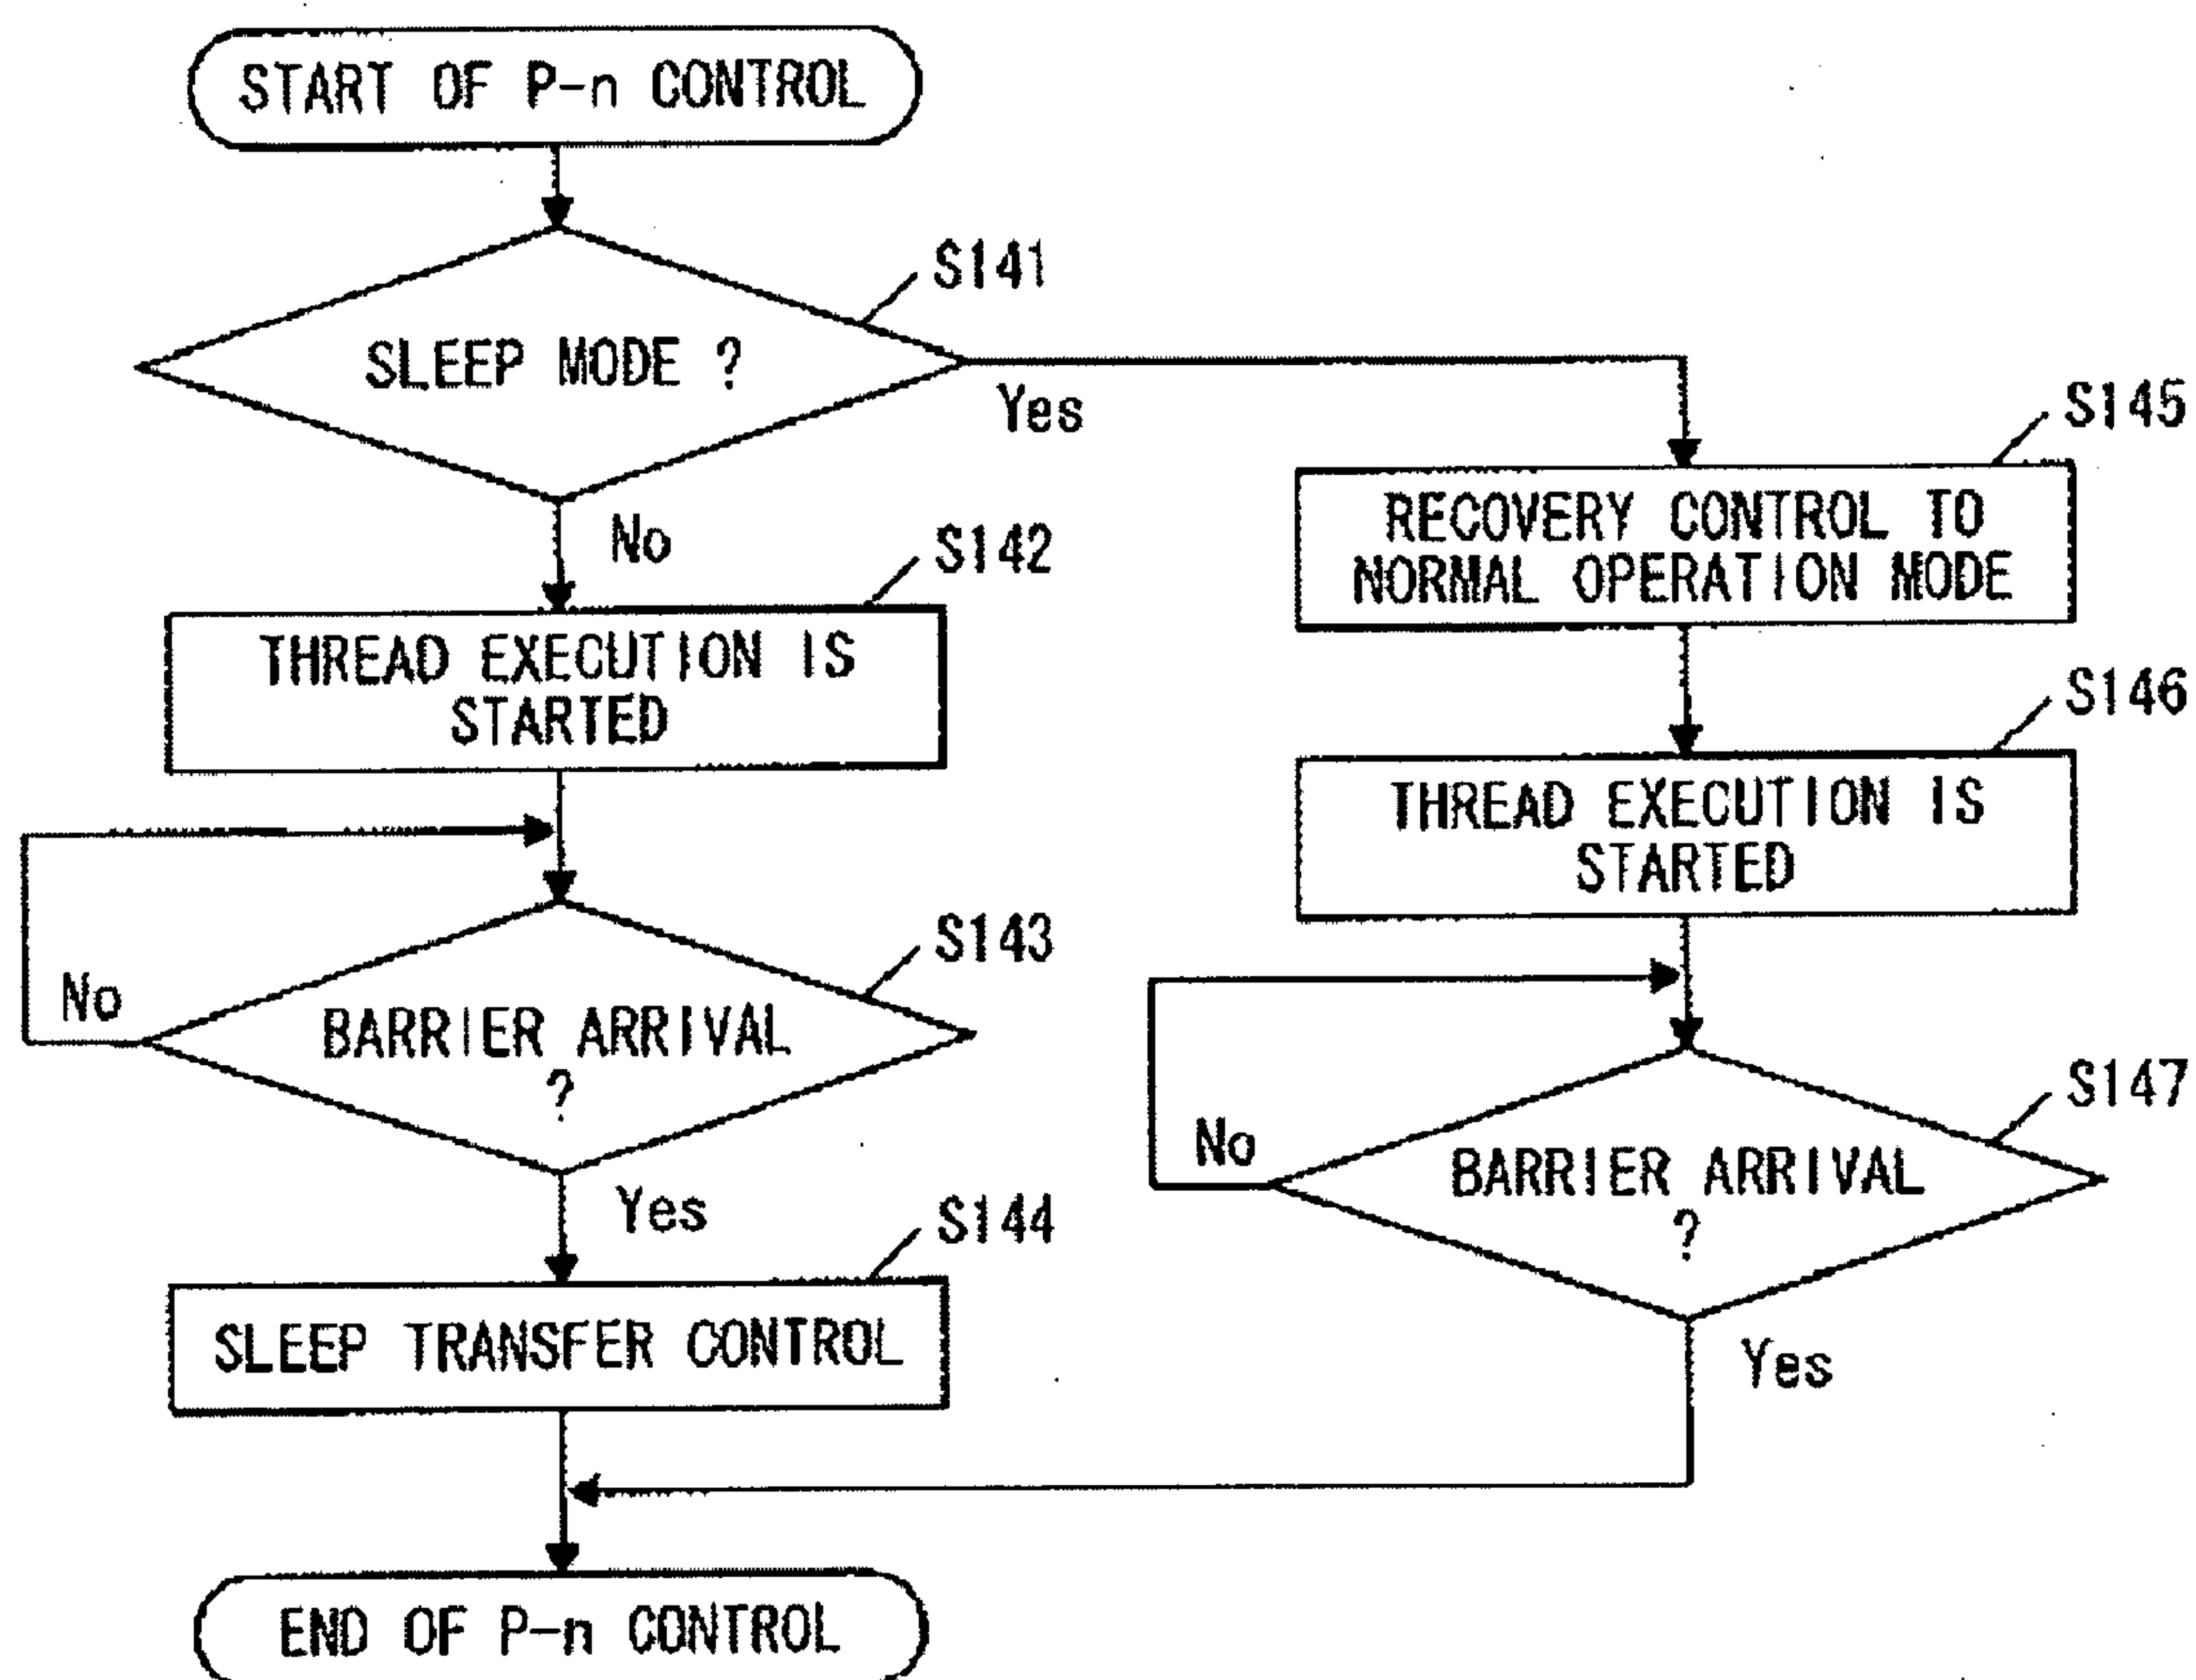 START OF P-n CONTROL
S141
SLEEP MODE ?
Yes
No
S142
THREAD EXECUTION IS
STARTED
S143
No
BARRIER ARRIVAL
?
Yes
S144
SLEEP TRANSFER CONTROL
S145
RECOVERY CONTROL TO
NORMAL OPERATION MODE
S146
THREAD EXECUTION IS
STARTED
S147
No
BARRIER ARRIVAL
?
Yes
END OF P-n CONTROL